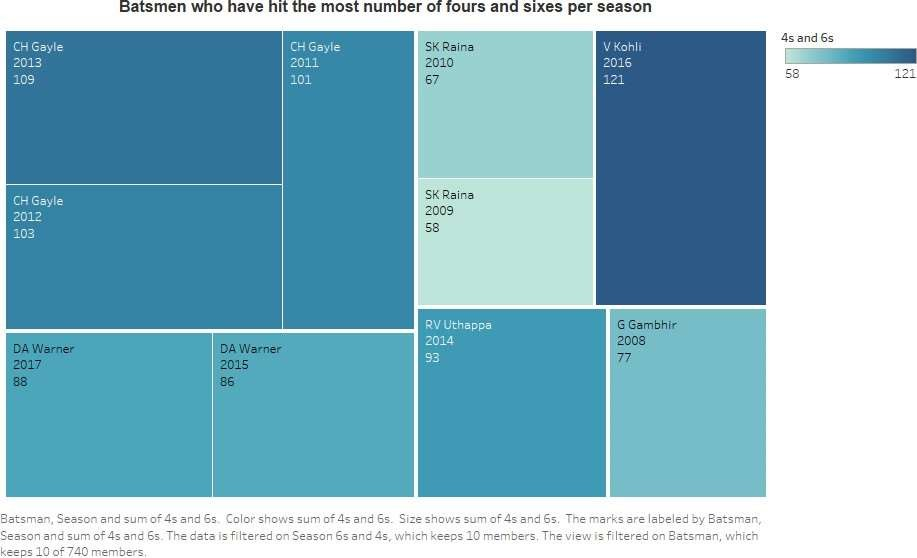 Batsmen who have hit the most number of fours and sixes per season
CH Gayle
2013
109
CH Gayle
2011
101
SK Raina
2010
67
V Kohli
2016
121
4s and 6s
58 121
CH Gayle
2012
103
SK Raina
2009
58
DA Warner
2017
88
DA Warner
2015
86
RV Uthappa
2014
93
G Gambhir
2008
77
Batsman, Season and sum of 4s and 6s. Color shows sum of 4s and 6s. Size shows sum of 4s and 6s. The marks are labeled by Batsman,
Season and sum of 4s and 6s. The data is filtered on Season 6s and 4s, which keeps 10 members. The view is filtered on Batsman, which
keeps 10 of 740 members.